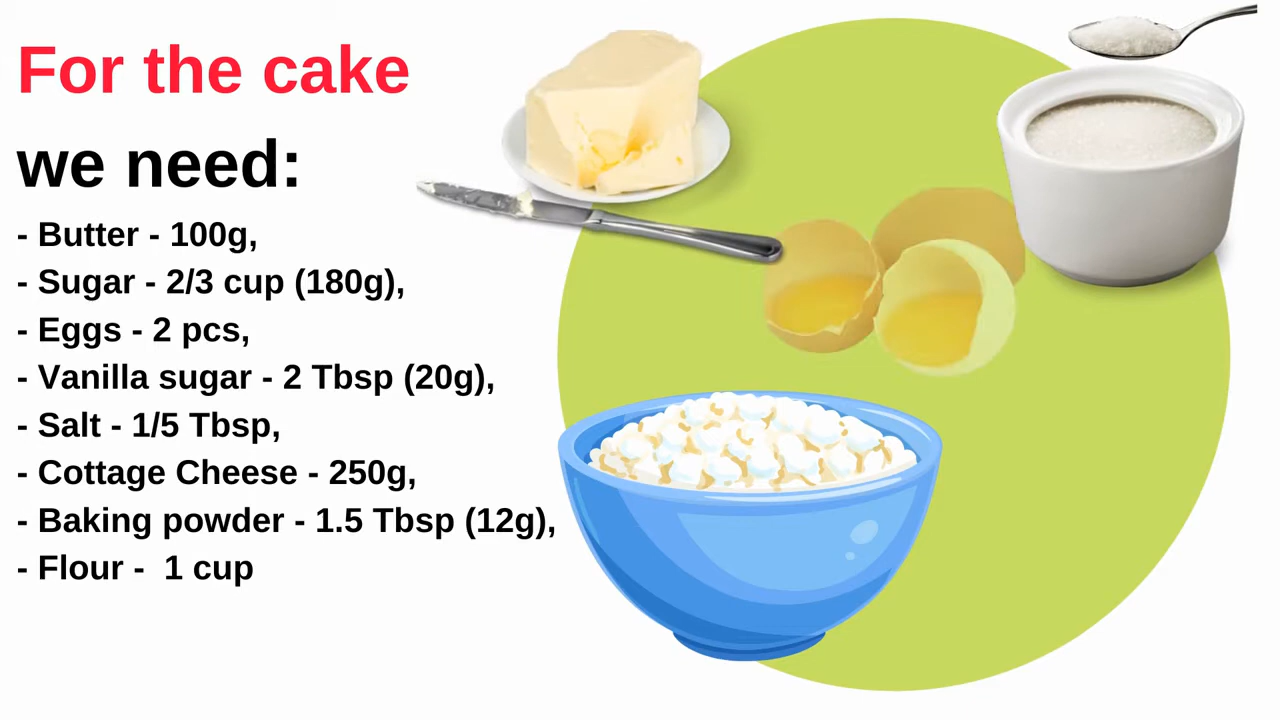 For the cake
we need:
- Butter - 100g,
- Sugar - 2/3 cup (180g),
- Eggs - 2 pcs,
- Vanilla sugar - 2 Tbsp (20g),
- Salt - 1/5 Tbsp,
- Cottage Cheese - 250g,
- Baking powder - 1.5 Tbsp (12g),
- Flour -  1 cup